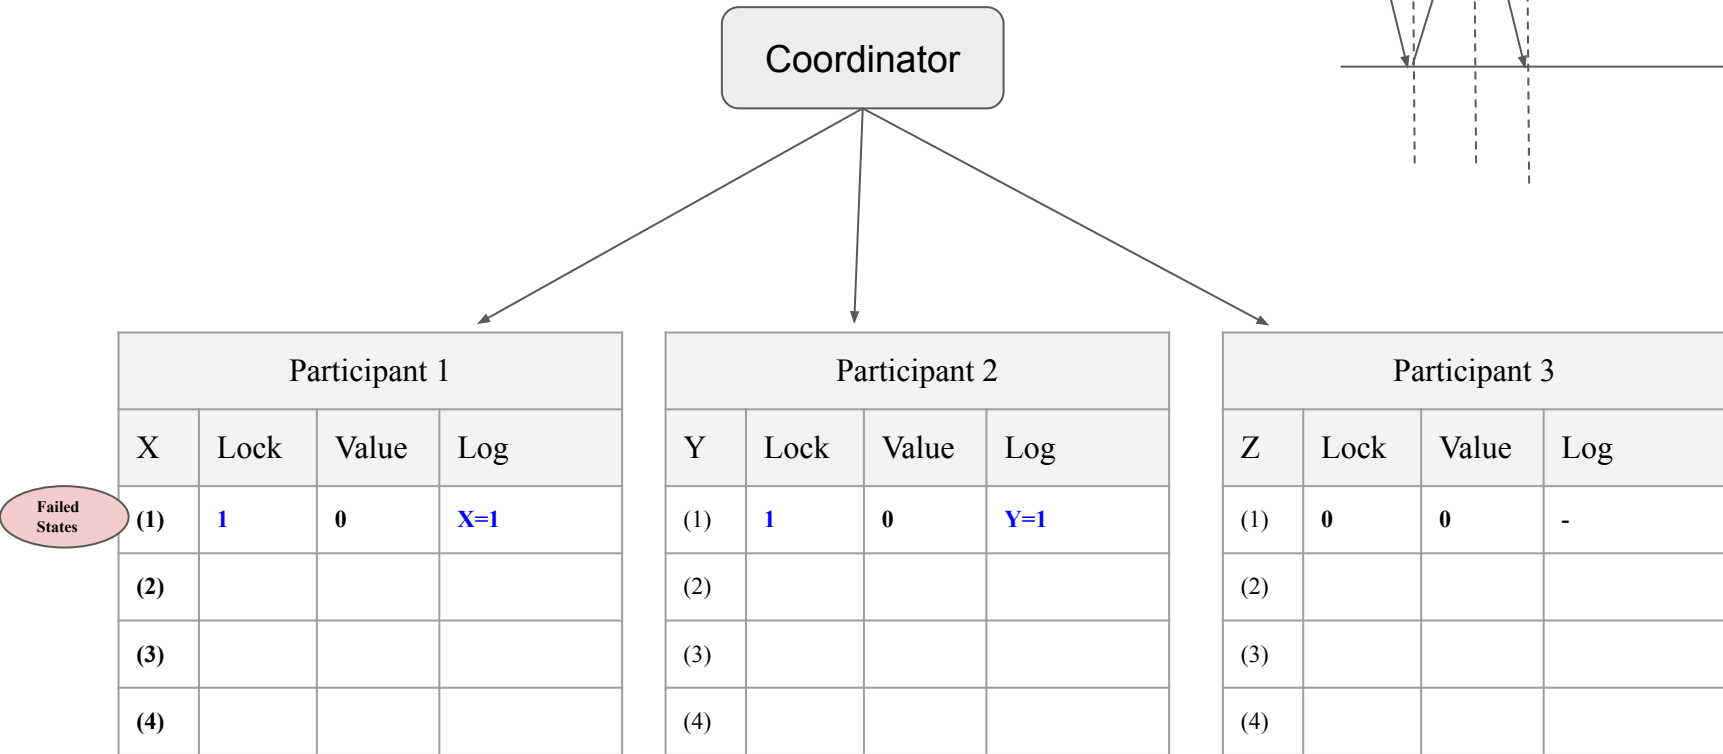 Coordinator
Participant 1
Participant 2
Participant 3
X Lock Value Log
Y Lock Value Log
Z Lock Value Log
Failed
States
(1) 1 0 X=1
(1) 1 0 Y=1
(1) 0 0 -
(2)
(2)
(2)
(3)
(3)
(3)
(4)
(4)
(4)